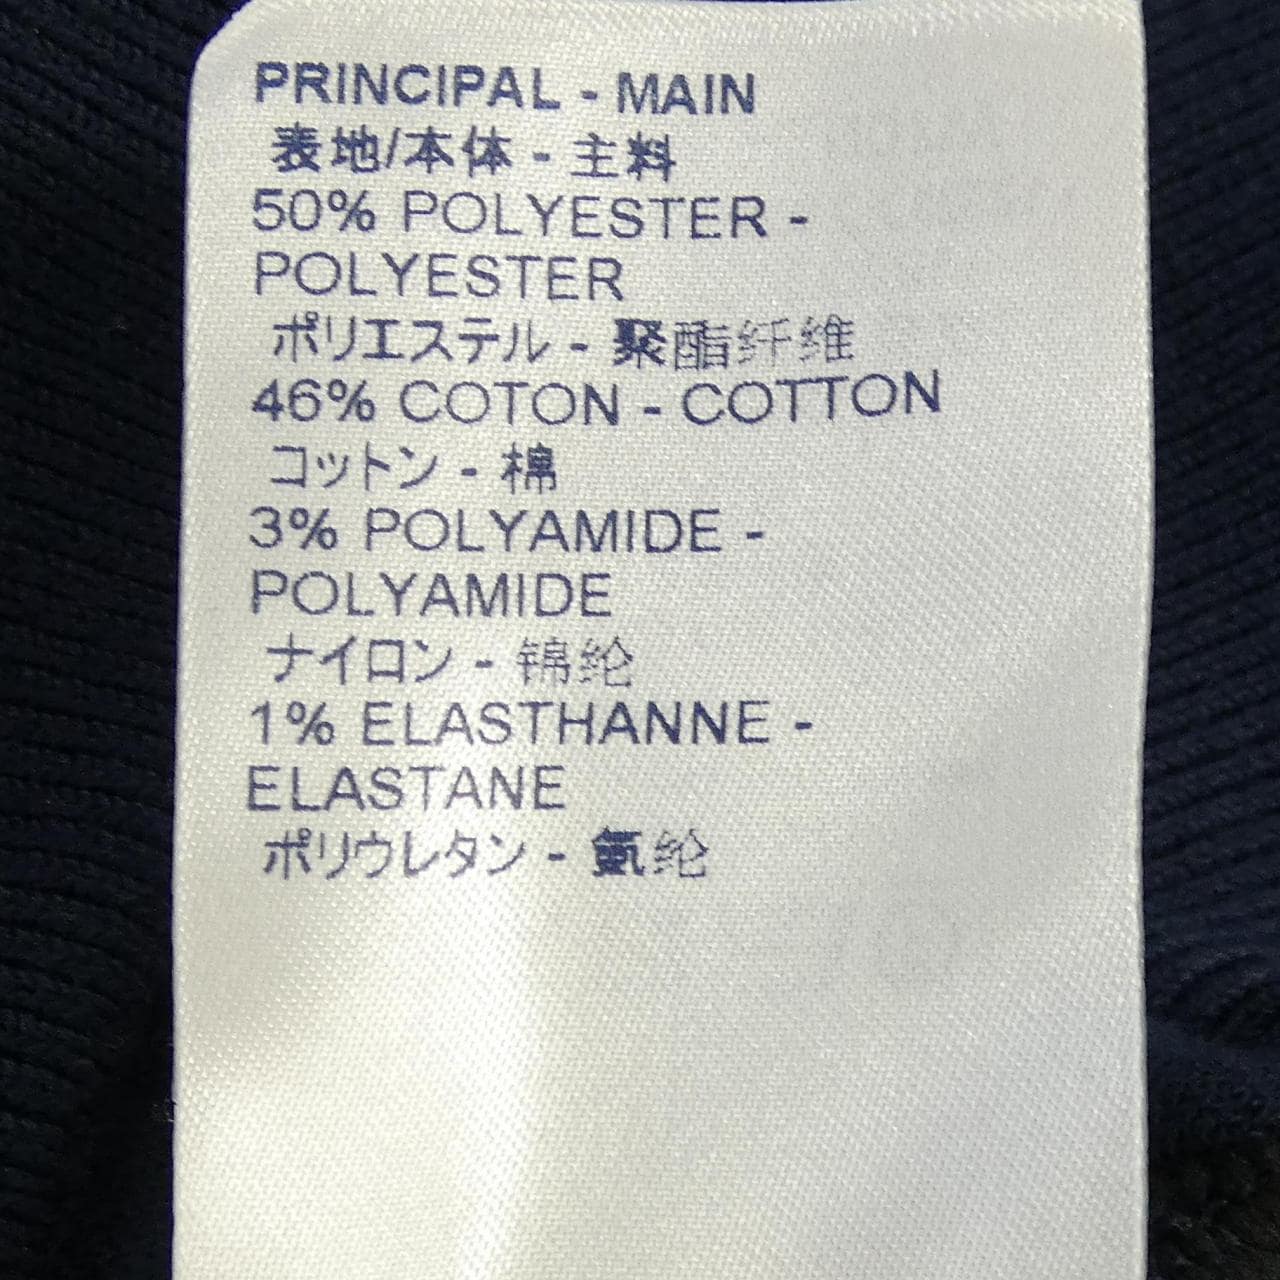 PRINCIPAL - MAIN
表地/本体 - 主料
50% POLYESTER -
POLYESTER
ポリエステル - 聚酯纤维
46% COTON - COTTON
コットン - 棉
3% POLYAMIDE -
POLYAMIDE
ナイロン - 锦纶
1% ELASTHANNE -
ELASTANE
ポリウレタン - 氨纶